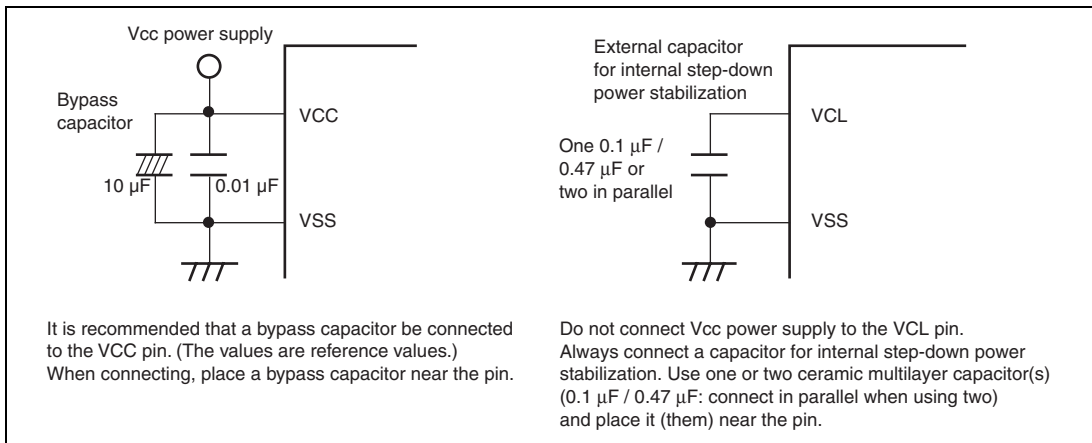 Vcc power supply
Bypass
capacitor
VCC
10 µF
0.01 µF
VSS
It is recommended that a bypass capacitor be connected
to the VCC pin. (The values are reference values.)
When connecting, place a bypass capacitor near the pin.
External capacitor
for internal step-down
power stabilization
VCL
One 0.1 µF /
0.47 µF or
two in parallel
VSS
Do not connect Vcc power supply to the VCL pin.
Always connect a capacitor for internal step-down power
stabilization. Use one or two ceramic multilayer capacitor(s)
(0.1 µF / 0.47 µF: connect in parallel when using two)
and place it (them) near the pin.